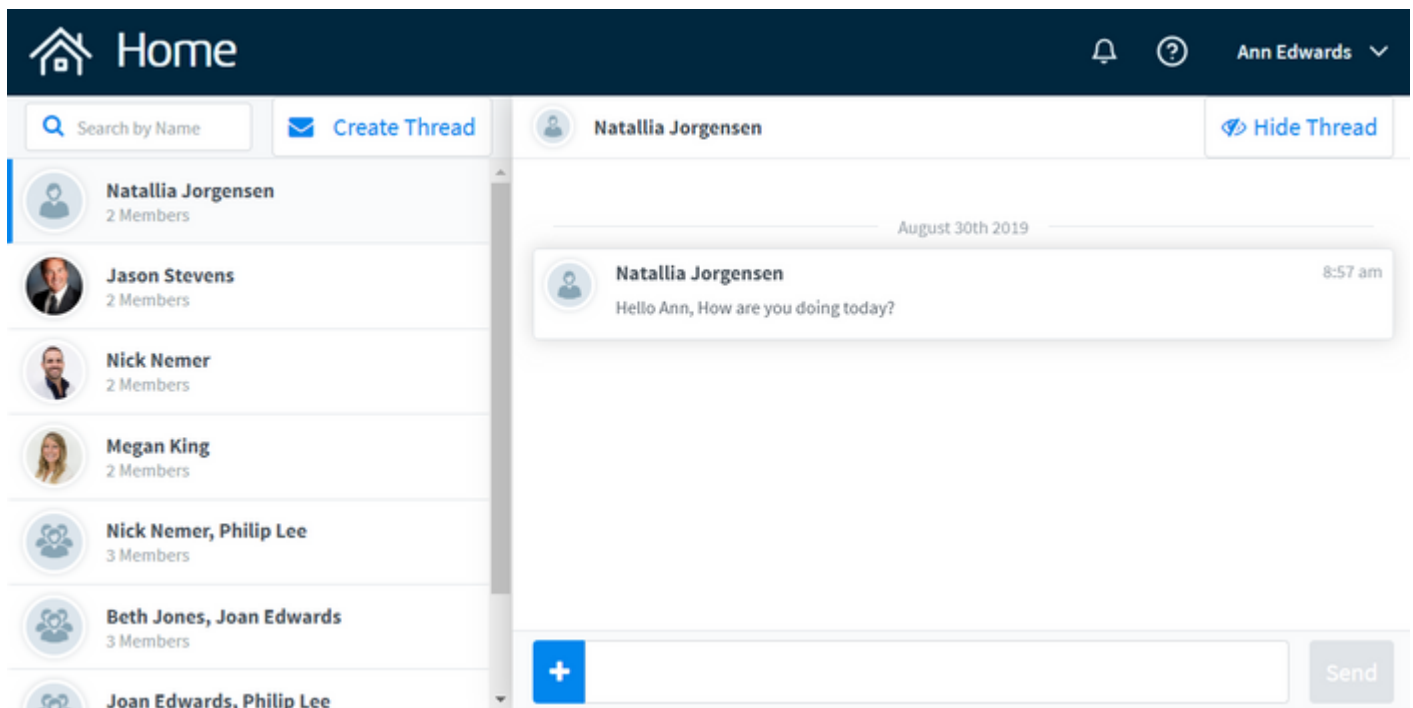 Home
Ann Edwards
Search by Name
Create Thread
Natallia Jorgensen
Hide Thread
Natallia Jorgensen
2 Members
Jason Stevens
2 Members
Nick Nemer
2 Members
Megan King
2 Members
Nick Nemer, Philip Lee
3 Members
Beth Jones, Joan Edwards
3 Members
Joan Edwards, Philip Lee
August 30th 2019
Natallia Jorgensen
8:57 am
Hello Ann, How are you doing today?
Send